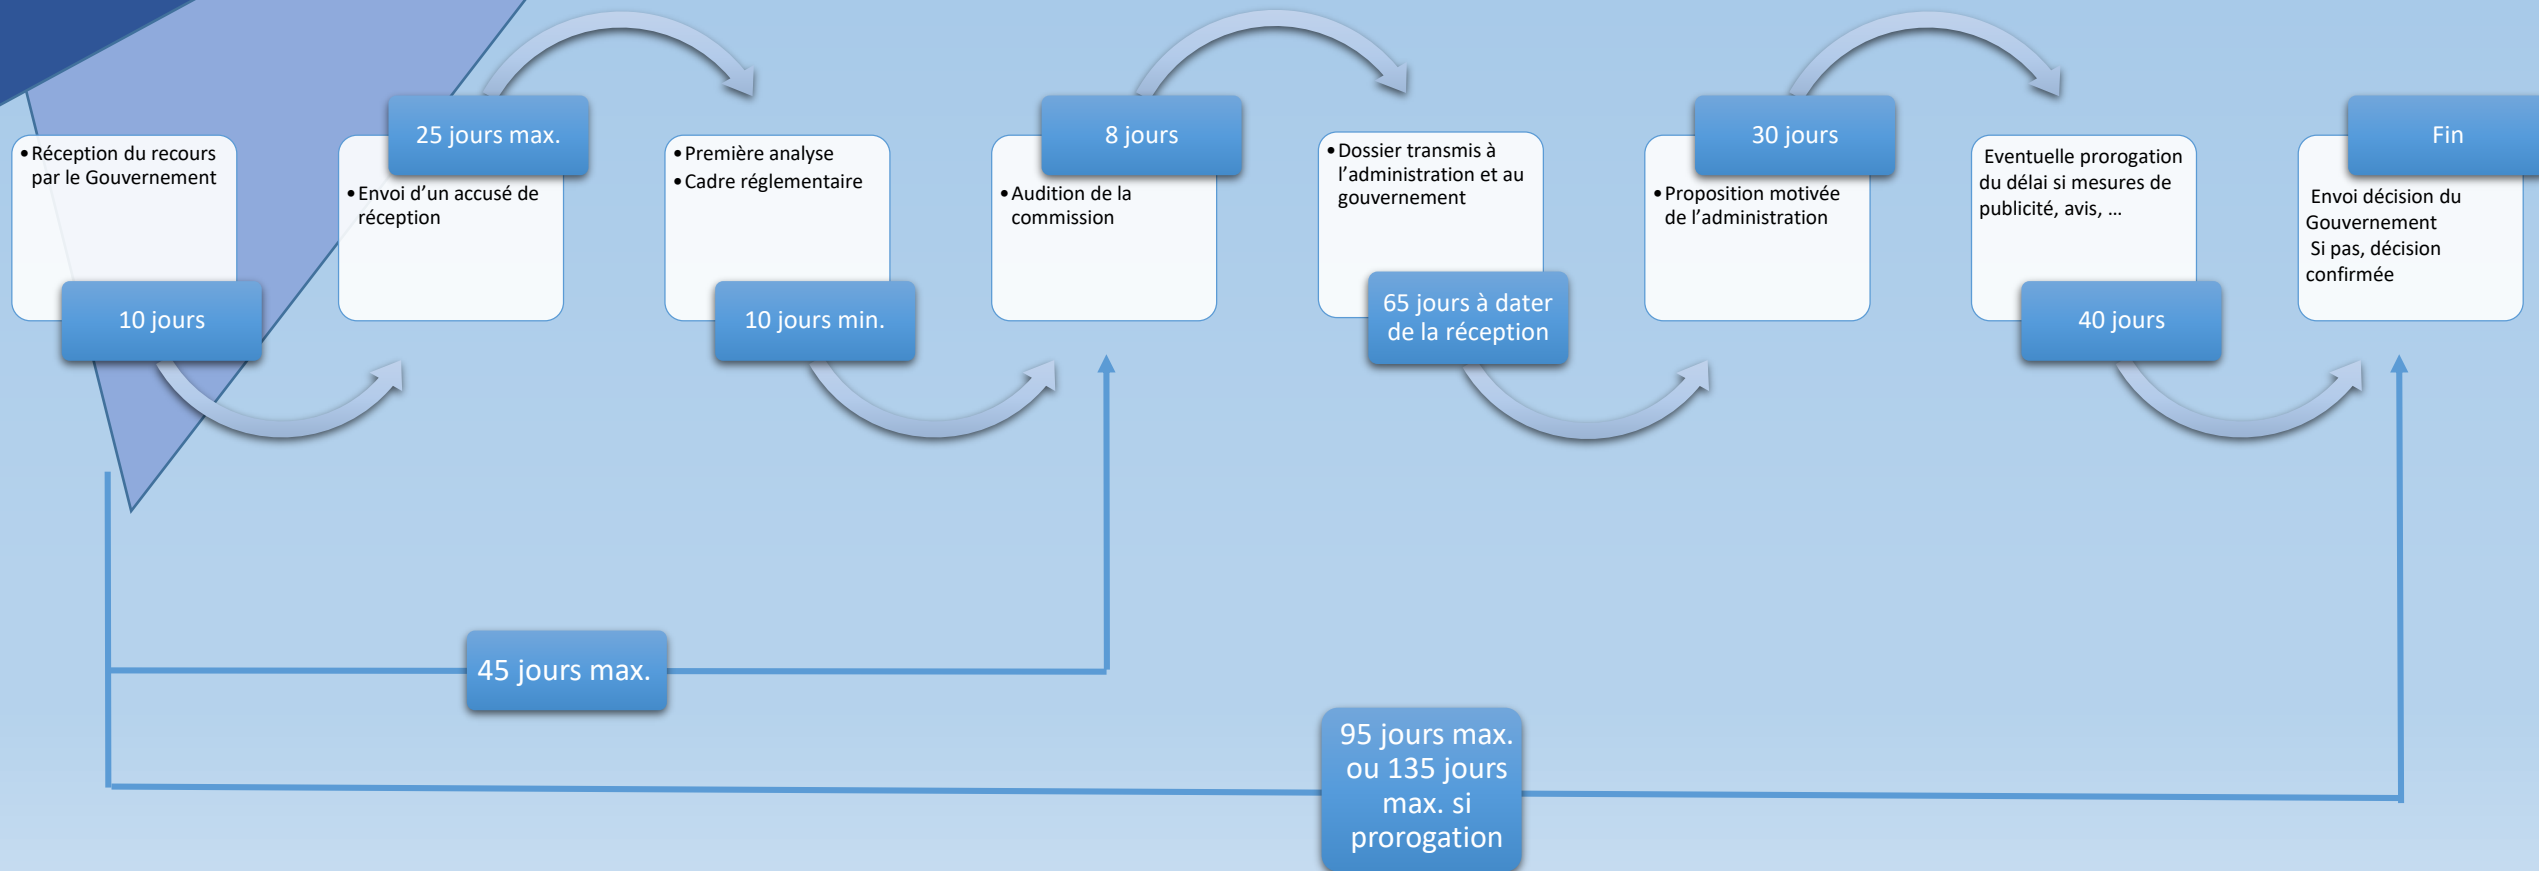 •Réception du recours
par le Gouvernement
10 jours
25 jours max.
•Envoi d’un accusé de
réception
•Première analyse
•Cadre réglementaire
10 jours min.
8 jours
•Audition de la
commission
•Dossier transmis à
l’administration et au
gouvernement
65 jours à dater
de la réception
30 jours
•Proposition motivée
de l’administration
Eventuelle prorogation
du délai si mesures de
publicité, avis, …
40 jours
Fin
Envoi décision du
Gouvernement
Si pas, décision
confirmée
45 jours max.
95 jours max.
ou 135 jours
max. si
prorogation